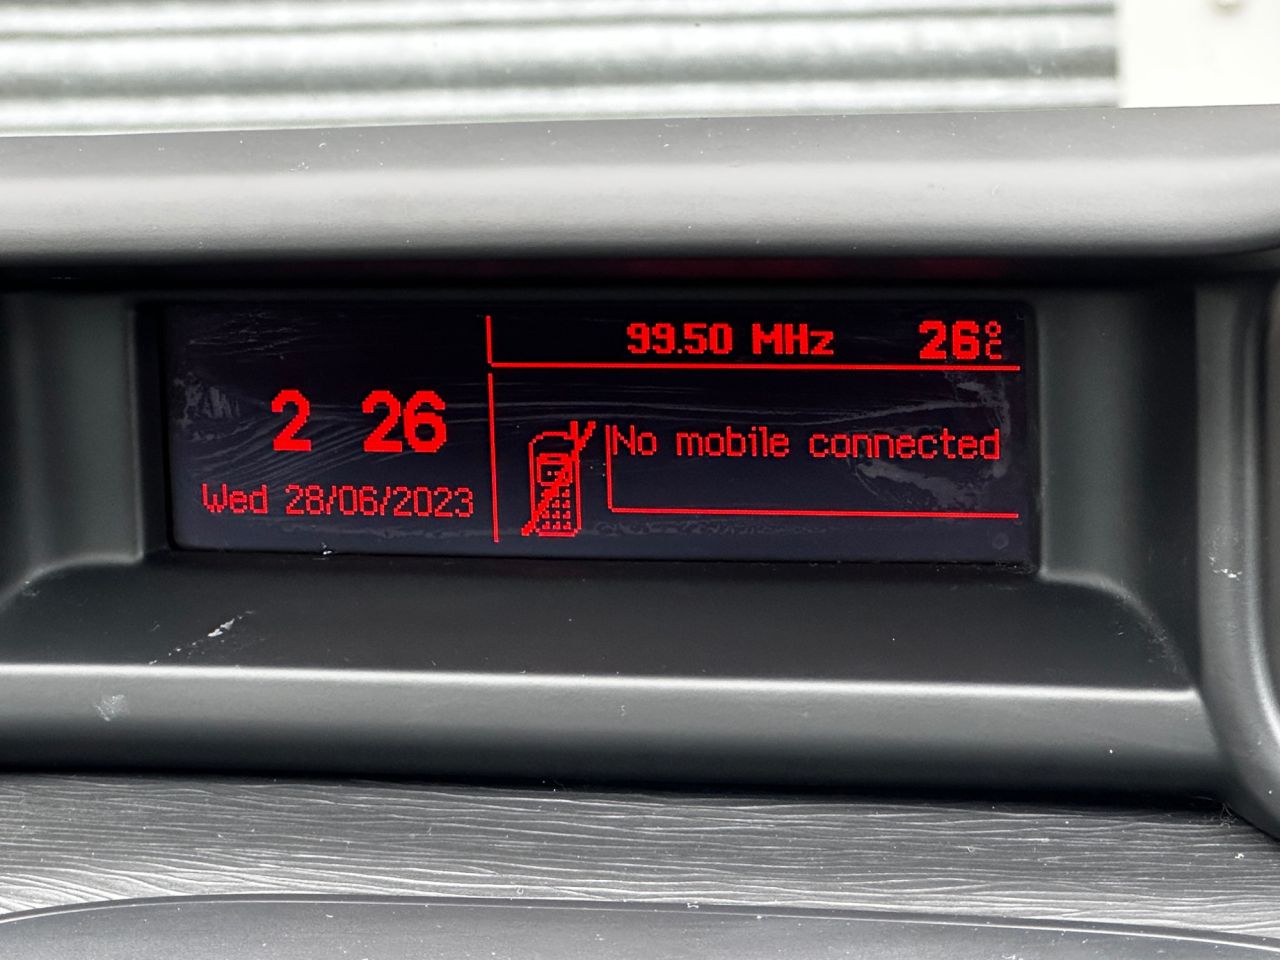 99.50 MHz 26°C
2 26
No mobile connected
Wed 28/06/2023